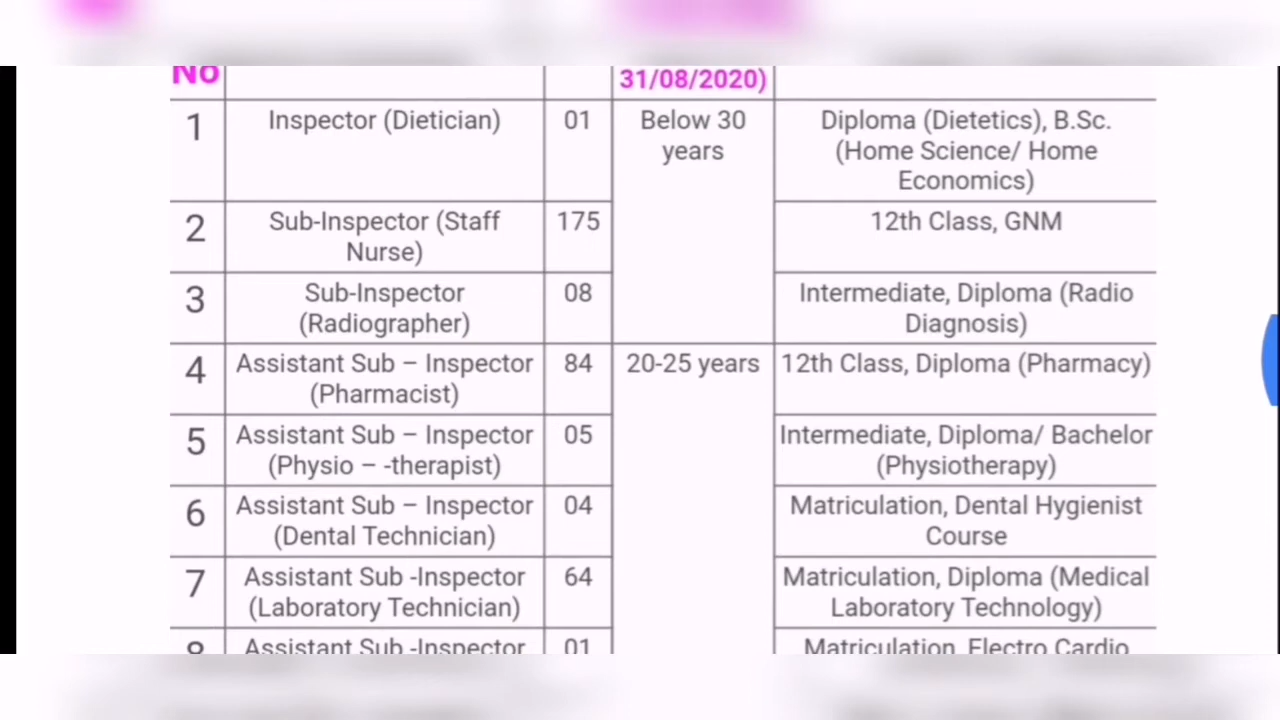 No
31/08/2020)
1
Inspector (Dietician)
01
Below 30
years
Diploma (Dietetics), B.Sc.
(Home Science/ Home
Economics)
2
Sub-Inspector (Staff
Nurse)
175
12th Class, GNM
3
Sub-Inspector
(Radiographer)
08
Intermediate, Diploma (Radio
Diagnosis)
4
Assistant Sub – Inspector
(Pharmacist)
84
20-25 years
12th Class, Diploma (Pharmacy)
5
Assistant Sub – Inspector
(Physio – -therapist)
05
Intermediate, Diploma/ Bachelor
(Physiotherapy)
6
Assistant Sub – Inspector
(Dental Technician)
04
Matriculation, Dental Hygienist
Course
7
Assistant Sub -Inspector
(Laboratory Technician)
64
Matriculation, Diploma (Medical
Laboratory Technology)
8
Assistant Sub -Inspector
01
Matriculation, Electro Cardio